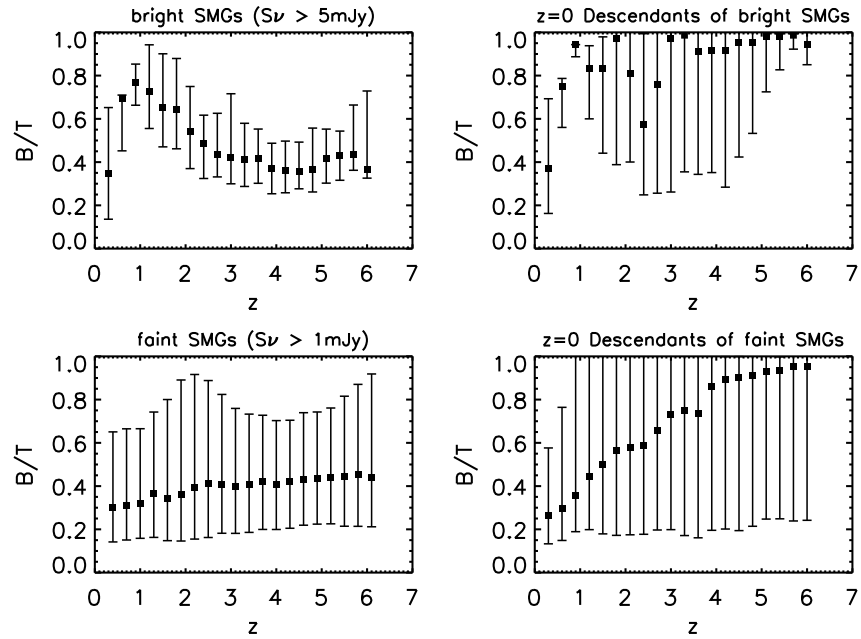 bright SMGs (Sν > 5mJy)
B/T
1.0
0.8
0.6
0.4
0.2
0.0
0 1 2 3 4 5 6 7
z
z=0 Descendants of bright SMGs
B/T
1.0
0.8
0.6
0.4
0.2
0.0
0 1 2 3 4 5 6 7
z
faint SMGs (Sν > 1mJy)
B/T
1.0
0.8
0.6
0.4
0.2
0.0
0 1 2 3 4 5 6 7
z
z=0 Descendants of faint SMGs
B/T
1.0
0.8
0.6
0.4
0.2
0.0
0 1 2 3 4 5 6 7
z